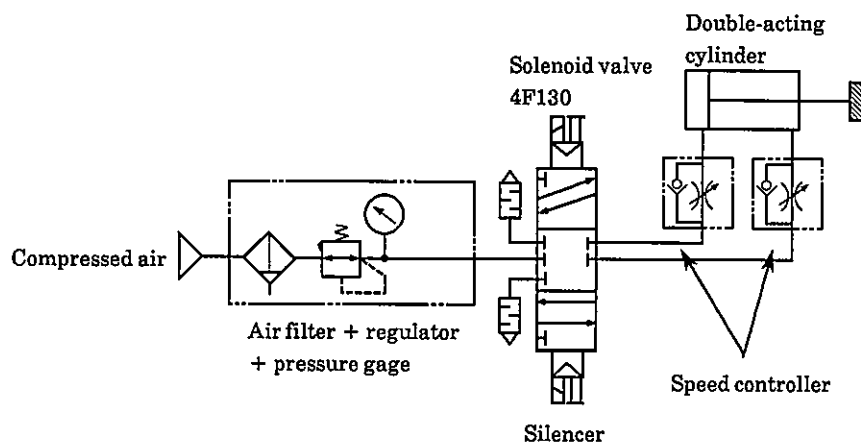 Double-acting
cylinder
Solenoid valve
4F130
Compressed air
Air filter + regulator
+ pressure gage
Speed controller
Silencer